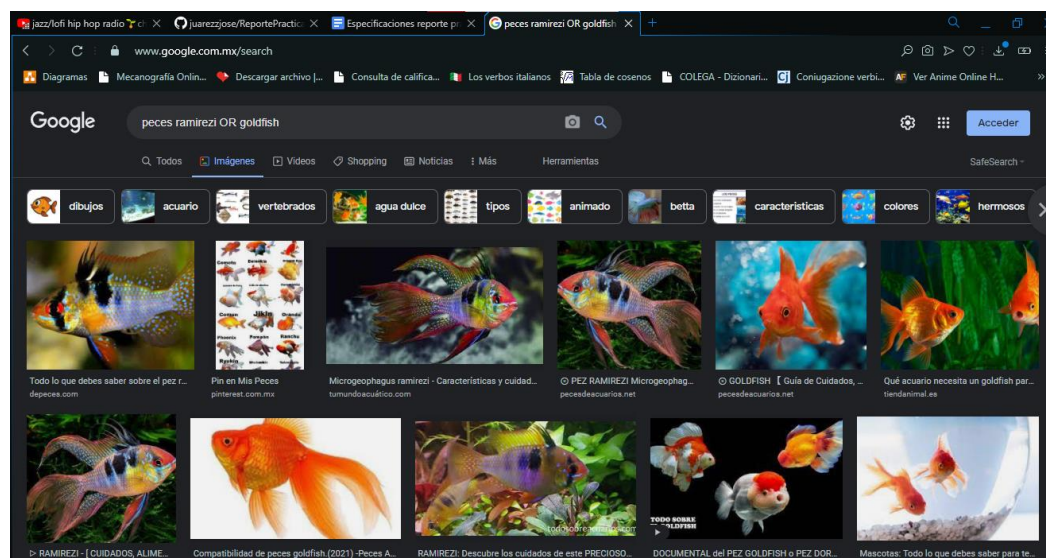 jazz/lofi hip hop radio
juarezzjose/ReportePractica
Especificaciones reporte pr
peces ramirezi OR goldfish
www.google.com.mx/search
Diagramas
Mecanografía Onlin...
Descargar archivo |...
Consulta de califica...
Los verbos italianos
Tabla de cosenos
COLEGA - Dizionari...
Coniugazione verbi...
Ver Anime Online H...
Google
peces ramirezi OR goldfish
Acceder
Todos
Imágenes
Videos
Shopping
Noticias
Más
Herramientas
SafeSearch
dibujos
acuario
vertebrados
agua dulce
tipos
animado
betta
caracteristicas
colores
hermosos
Jikin
Todo lo que debes saber sobre el pez r...
depeces.com
Pin en Mis Peces
pinterest.com.mx
Microgeophagus ramirezi - Características y cuidad...
tumundoacuático.com
PEZ RAMIREZI Microgeophag...
pecesdeacuarios.net
GOLDFISH 【 Guía de Cuidados, ...
pecesdeacuarios.net
Qué acuario necesita un goldfish par...
tiendanimal.es
todosobreacuarios.com
TODO SOBRE
EL GOLDFISH
▷ RAMIREZI - [ CUIDADOS, ALIME...
Compatibilidad de peces goldfish.(2021) -Peces A...
RAMIREZI: Descubre los cuidados de este PRECIOSO...
DOCUMENTAL del PEZ GOLDFISH o PEZ DOR...
Mascotas: Todo lo que debes saber para te...